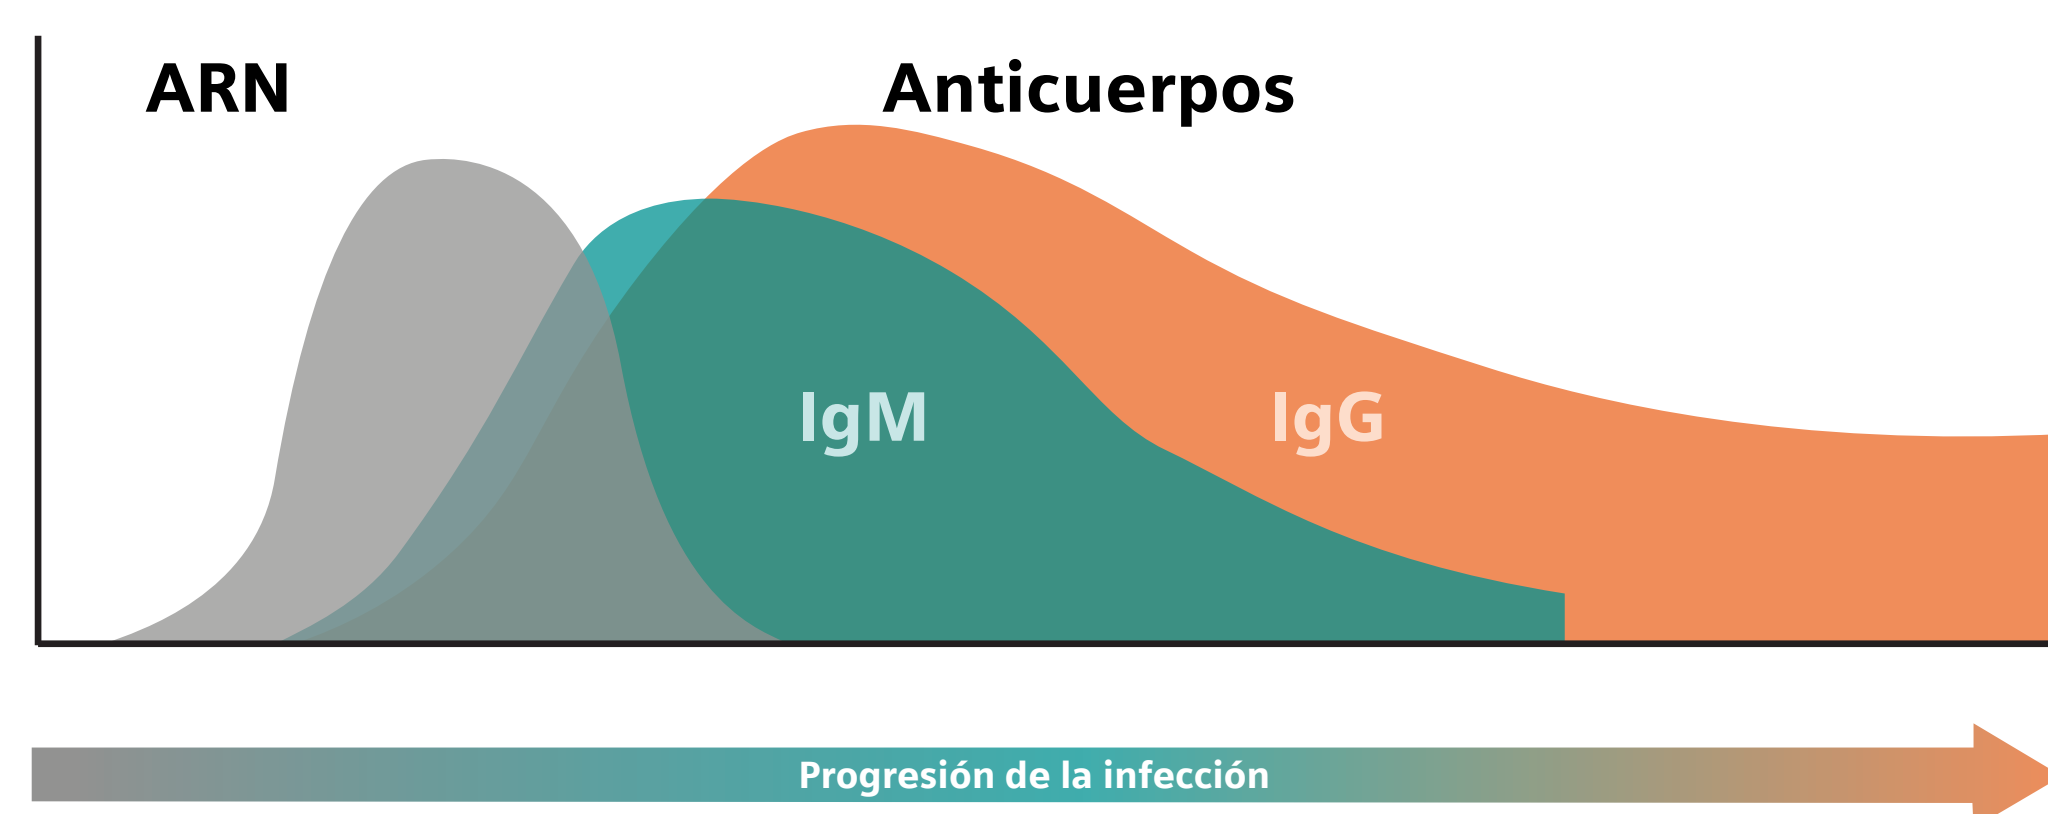 ARN
Anticuerpos
IgM
IgG
Progresión de la infección